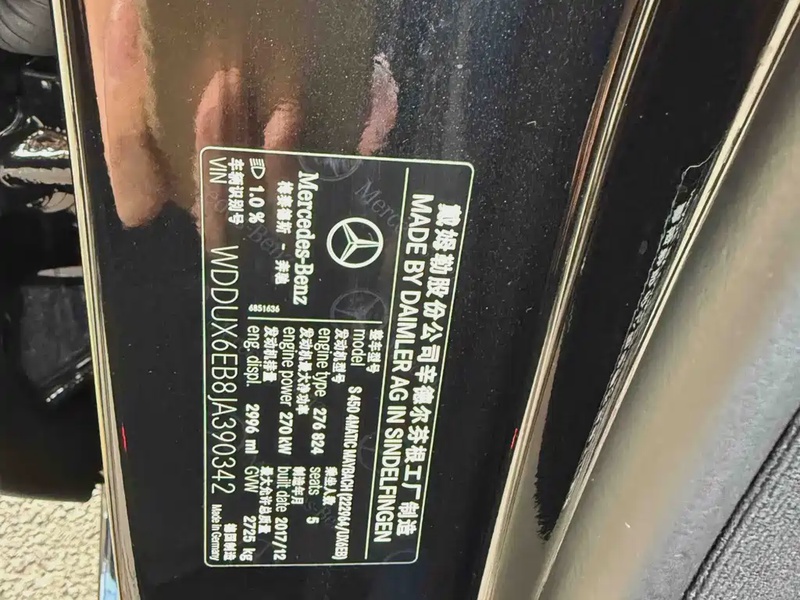 戴姆勒股份公司辛德尔芬根工厂制造
MADE BY DAIMLER AG IN SINDELFINGEN
Mercedes-Benz
梅赛德斯 - 奔驰
1.0 %
整车型号
model S 450 4MATIC MAYBACH (222964/UX6EB)
发动机型号 乘坐人数
engine type 276 824 seats 5
发动机最大净功率 制造年月
engine power 270 kW built date 2017/12
发动机排量 最大允许总质量
eng. displ. 2996 ml GVW 2725 kg
4851636
车辆识别号
VIN WDDUX6EB8JA390342
德国制造
Made in Germany